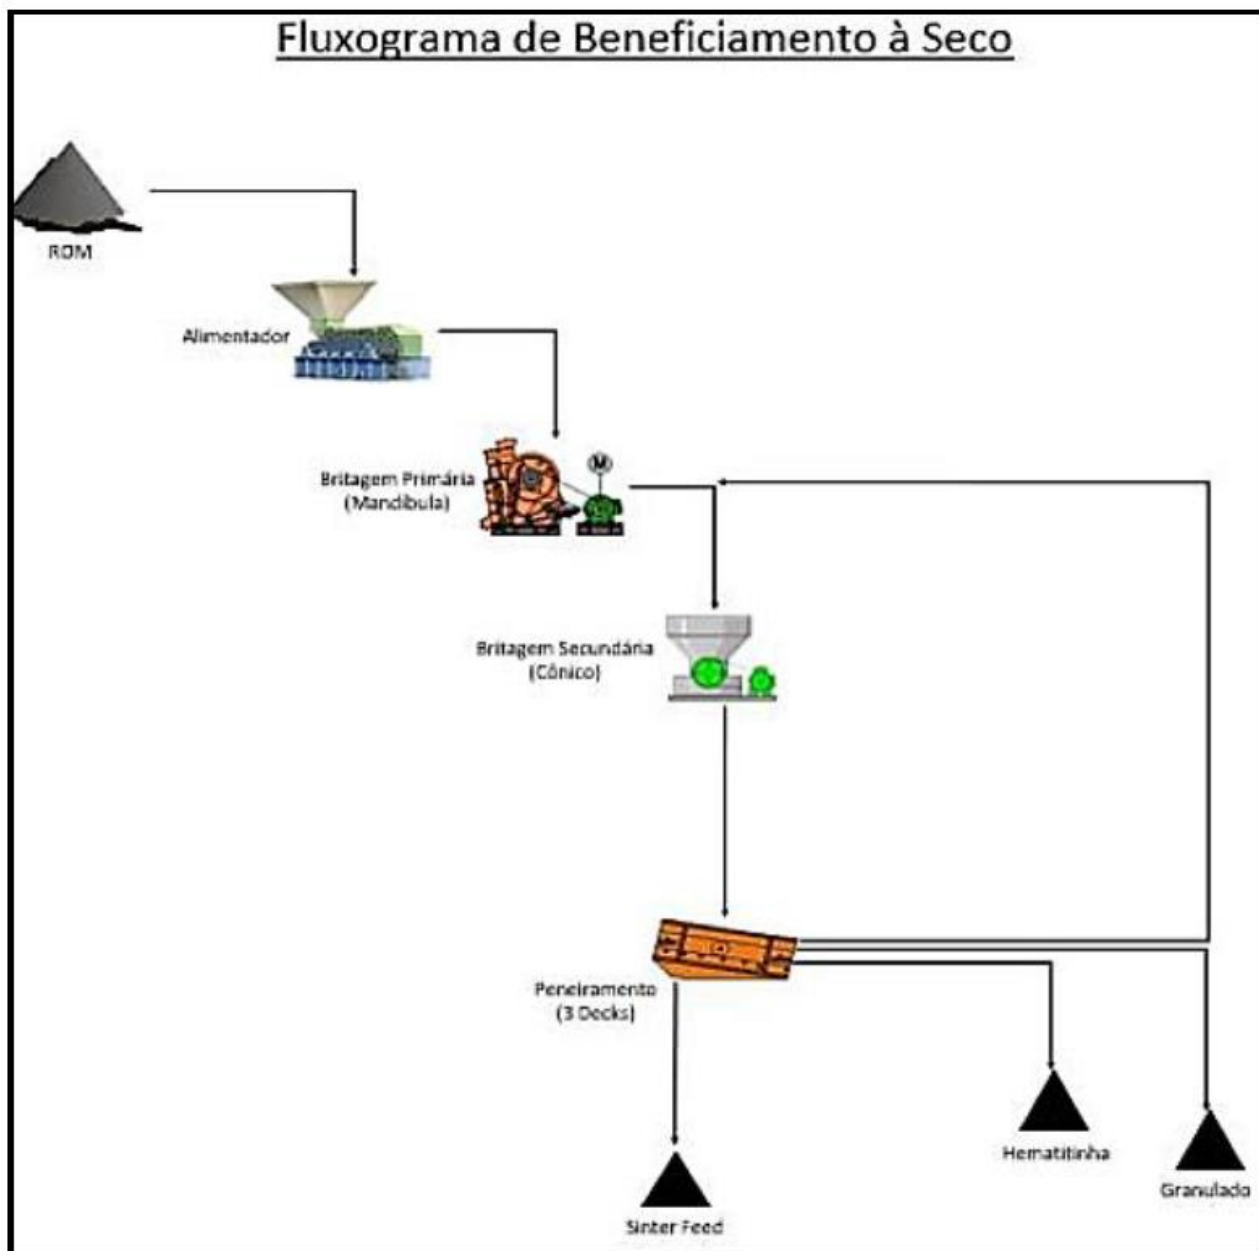 Fluxograma de Beneficiamento à Seco
ROM
Alimentador
Britagem Primária
(Mandíbula)
M
Britagem Secundária
(Cônico)
Peneiramento
(3 Decks)
Hematitinha
Granulado
Sinter Feed